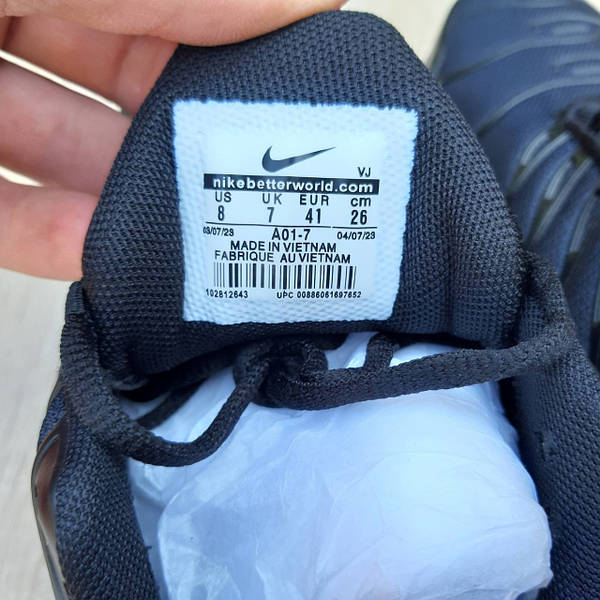 VJ
nikebetterworld.com
US UK EUR cm
8 7 41 26
03/07/23 A01-7 04/07/23
MADE IN VIETNAM
FABRIQUE AU VIETNAM
102812643 UPC 00886061697652